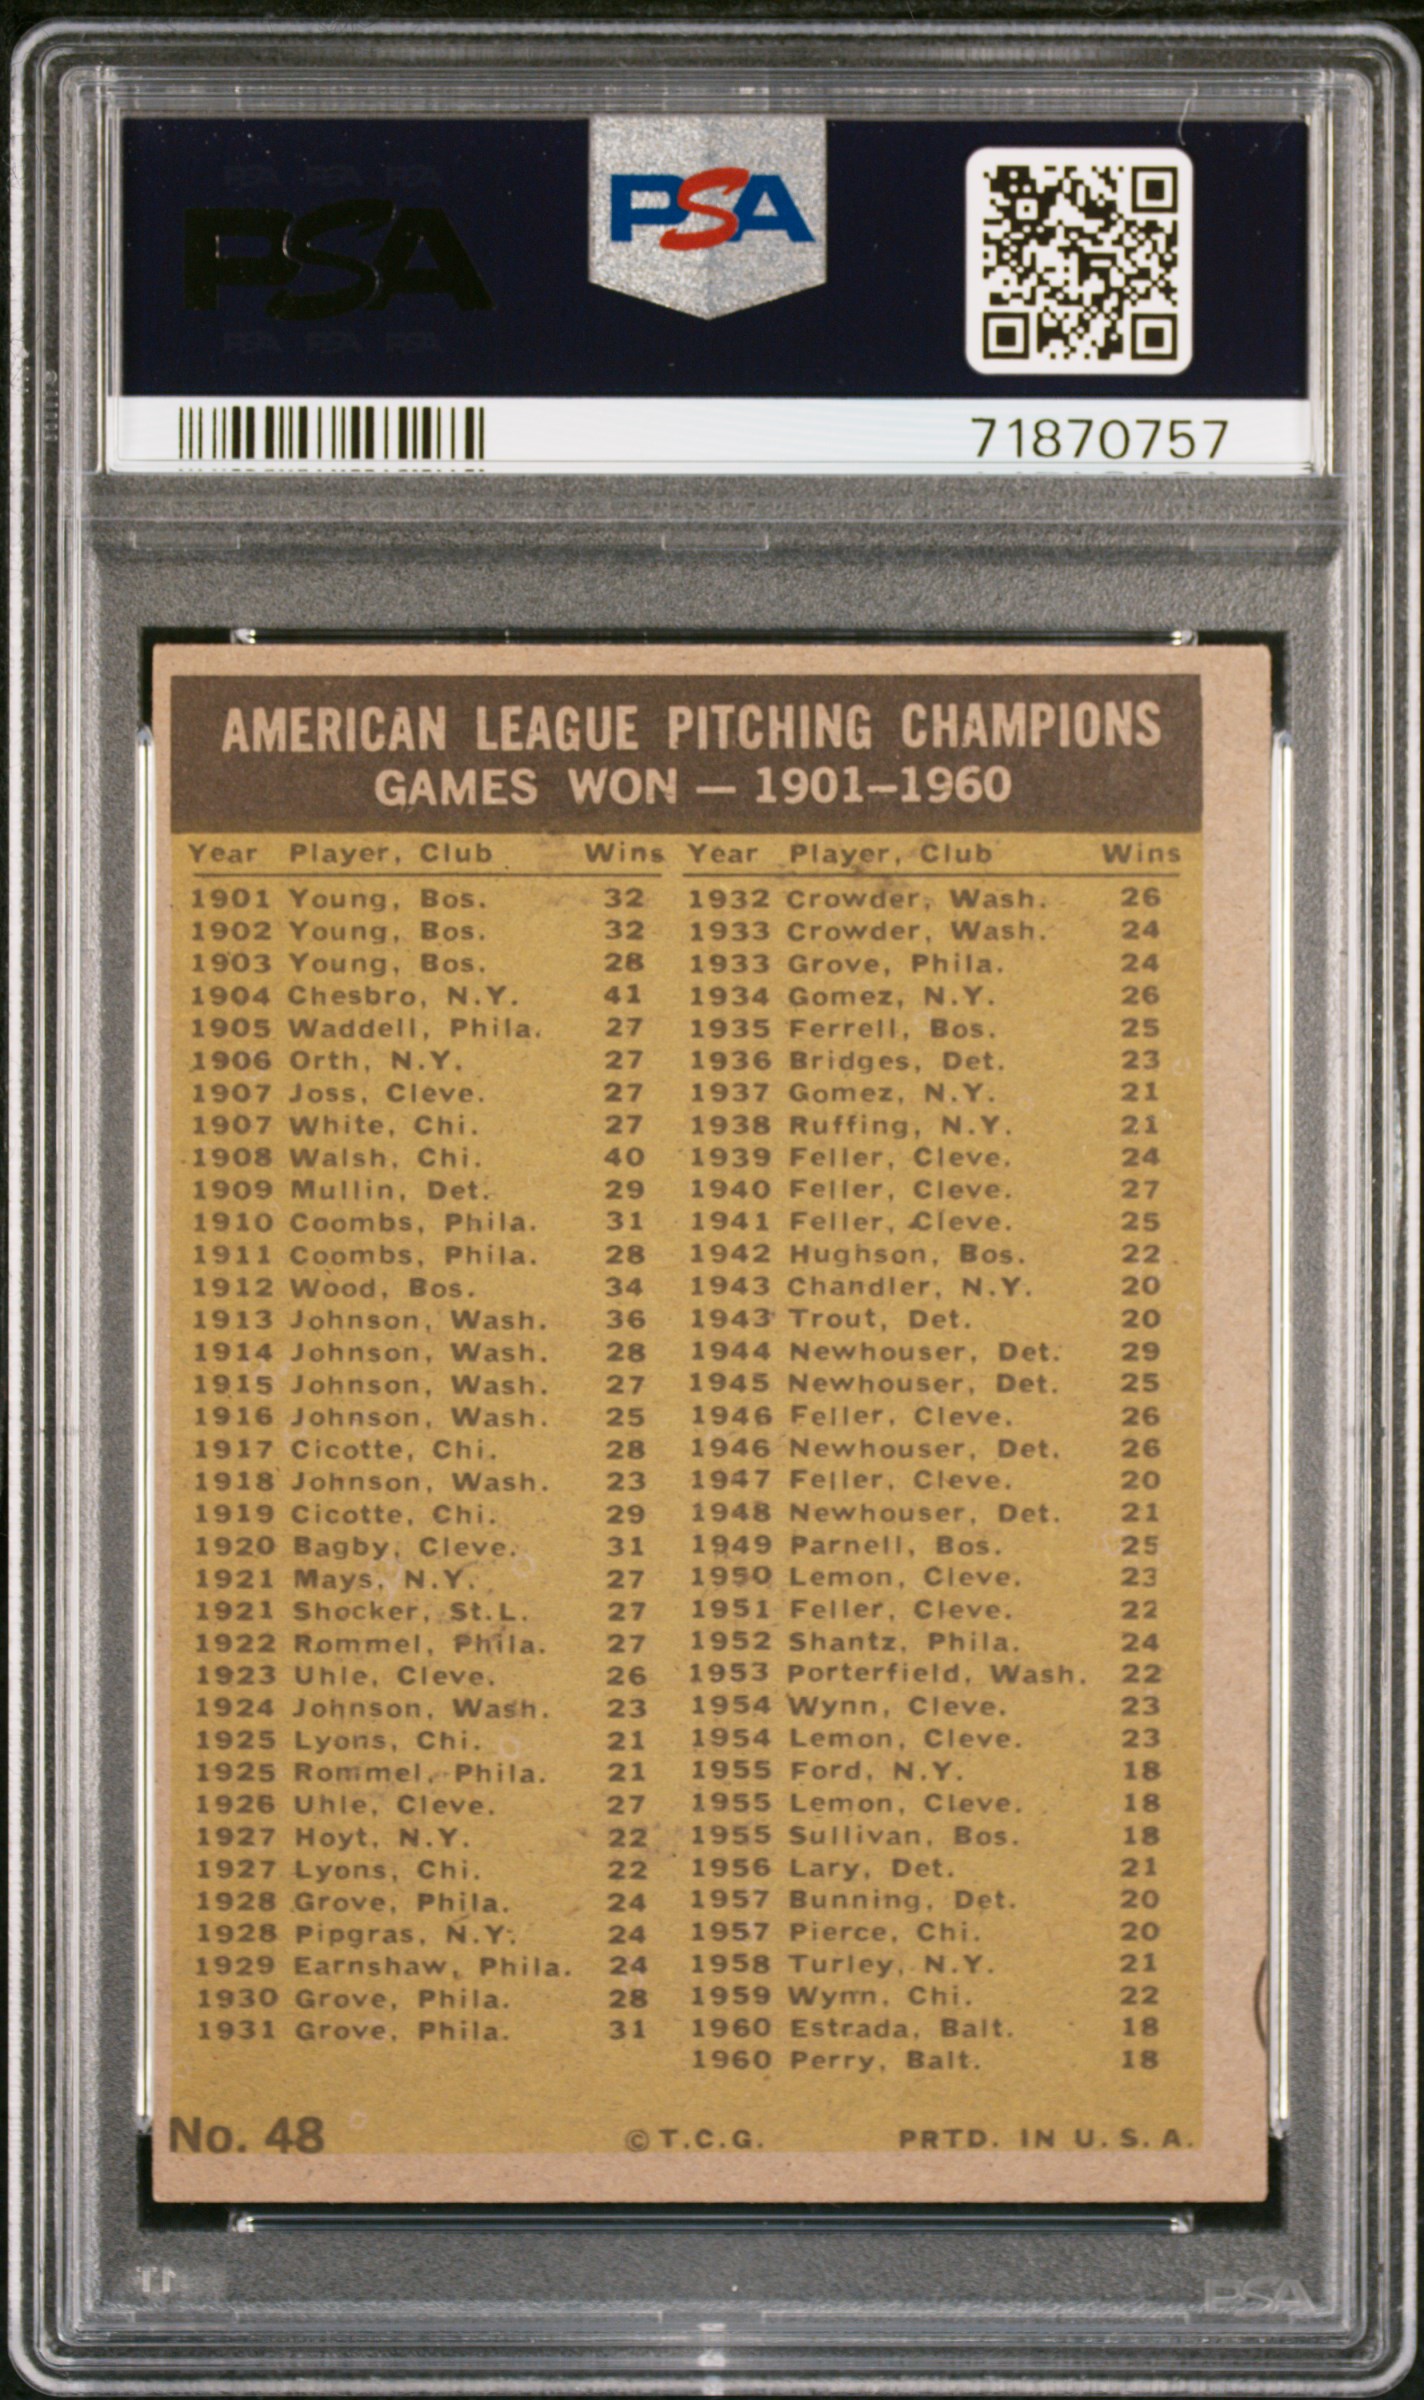 PSA PSA PSA
PSA
PSA
PSA PSA PSA
71870757
AMERICAN LEAGUE PITCHING CHAMPIONS
GAMES WON — 1901–1960
Year Player, Club Wins
1901 Young, Bos. 32
1902 Young, Bos. 32
1903 Young, Bos. 28
1904 Chesbro, N.Y. 41
1905 Waddell, Phila. 27
1906 Orth, N.Y. 27
1907 Joss, Cleve. 27
1907 White, Chi. 27
1908 Walsh, Chi. 40
1909 Mullin, Det. 29
1910 Coombs, Phila. 31
1911 Coombs, Phila. 28
1912 Wood, Bos. 34
1913 Johnson, Wash. 36
1914 Johnson, Wash. 28
1915 Johnson, Wash. 27
1916 Johnson, Wash. 25
1917 Cicotte, Chi. 28
1918 Johnson, Wash. 23
1919 Cicotte, Chi. 29
1920 Bagby, Cleve. 31
1921 Mays, N.Y. 27
1921 Shocker, St.L. 27
1922 Rommel, Phila. 27
1923 Uhle, Cleve. 26
1924 Johnson, Wash. 23
1925 Lyons, Chi. 21
1925 Rommel, Phila. 21
1926 Uhle, Cleve. 27
1927 Hoyt, N.Y. 22
1927 Lyons, Chi. 22
1928 Grove, Phila. 24
1928 Pipgras, N.Y. 24
1929 Earnshaw, Phila. 24
1930 Grove, Phila. 28
1931 Grove, Phila. 31
Year Player, Club Wins
1932 Crowder, Wash. 26
1933 Crowder, Wash. 24
1933 Grove, Phila. 24
1934 Gomez, N.Y. 26
1935 Ferrell, Bos. 25
1936 Bridges, Det. 23
1937 Gomez, N.Y. 21
1938 Ruffing, N.Y. 21
1939 Feller, Cleve. 24
1940 Feller, Cleve. 27
1941 Feller, Cleve. 25
1942 Hughson, Bos. 22
1943 Chandler, N.Y. 20
1943 Trout, Det. 20
1944 Newhouser, Det. 29
1945 Newhouser, Det. 25
1946 Feller, Cleve. 26
1946 Newhouser, Det. 26
1947 Feller, Cleve. 20
1948 Newhouser, Det. 21
1949 Parnell, Bos. 25
1950 Lemon, Cleve. 23
1951 Feller, Cleve. 22
1952 Shantz, Phila. 24
1953 Porterfield, Wash. 22
1954 Wynn, Cleve. 23
1954 Lemon, Cleve. 23
1955 Ford, N.Y. 18
1955 Lemon, Cleve. 18
1955 Sullivan, Bos. 18
1956 Lary, Det. 21
1957 Bunning, Det. 20
1957 Pierce, Chi. 20
1958 Turley, N.Y. 21
1959 Wynn, Chi. 22
1960 Estrada, Balt. 18
1960 Perry, Balt. 18
No. 48 ©T.C.G. PRTD. IN U.S.A.
PSA